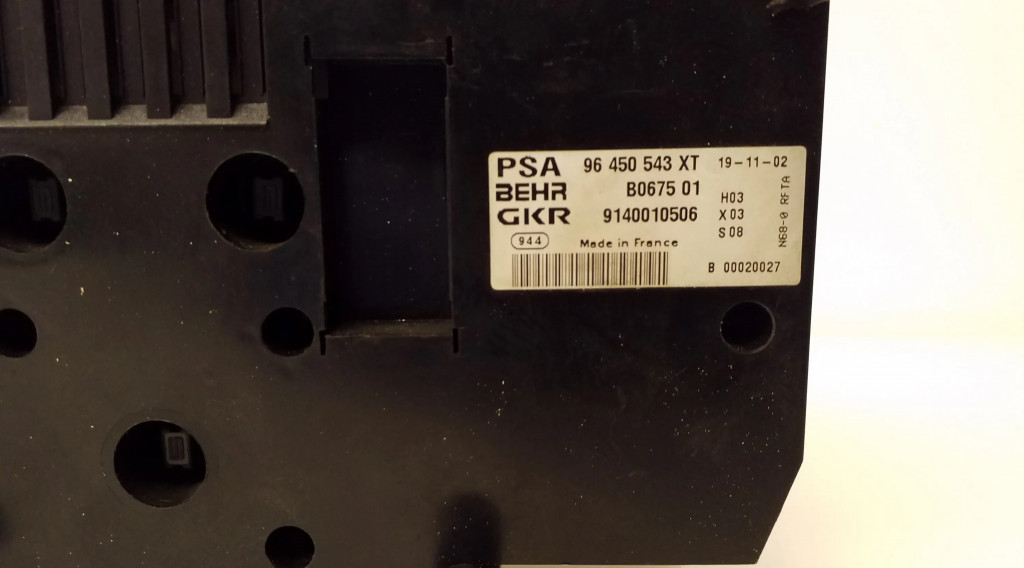 PSA 96 450 543 XT 19-11-02
BEHR B0675 01
GKR 9140010506
H03
X03
S08
N68-0 RFTA
944 Made in France
B 00020027